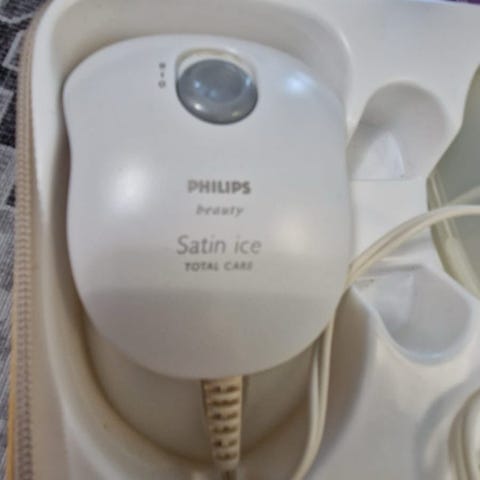 PHILIPS
beauty
Satin ice
TOTAL CARE